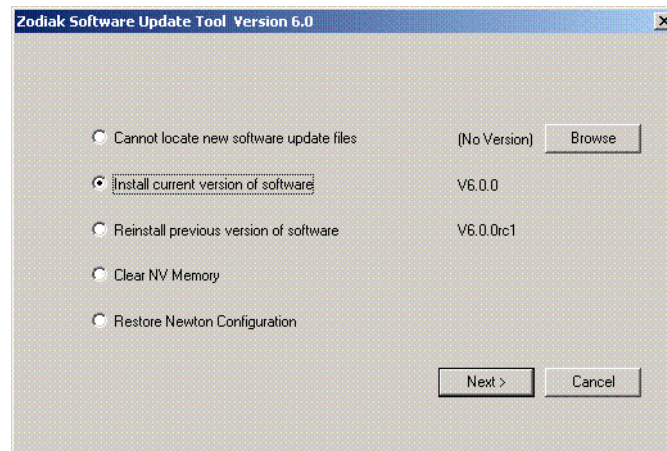 Zodiak Software Update Tool Version 6.0
Cannot locate new software update files (No Version) Browse
Install current version of software V6.0.0
Reinstall previous version of software V6.0.0rc1
Clear NV Memory
Restore Newton Configuration
Next > Cancel